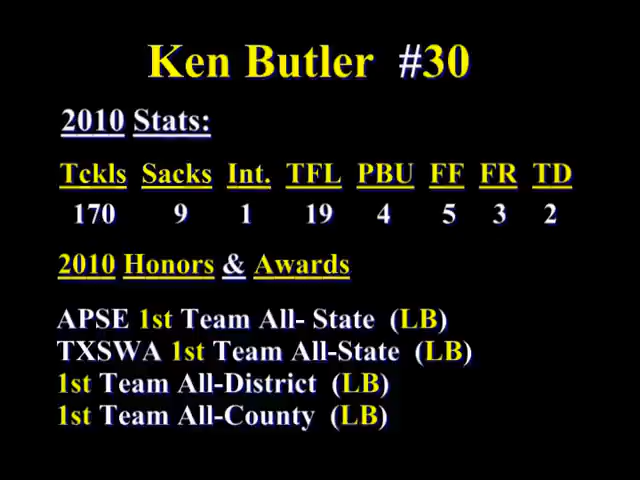 Ken Butler #30
2010 Stats:
Tckls Sacks Int. TFL PBU FF FR TD
170 9 1 19 4 5 3 2
2010 Honors & Awards
APSE 1st Team All- State (LB)
TXSWA 1st Team All-State (LB)
1st Team All-District (LB)
1st Team All-County (LB)